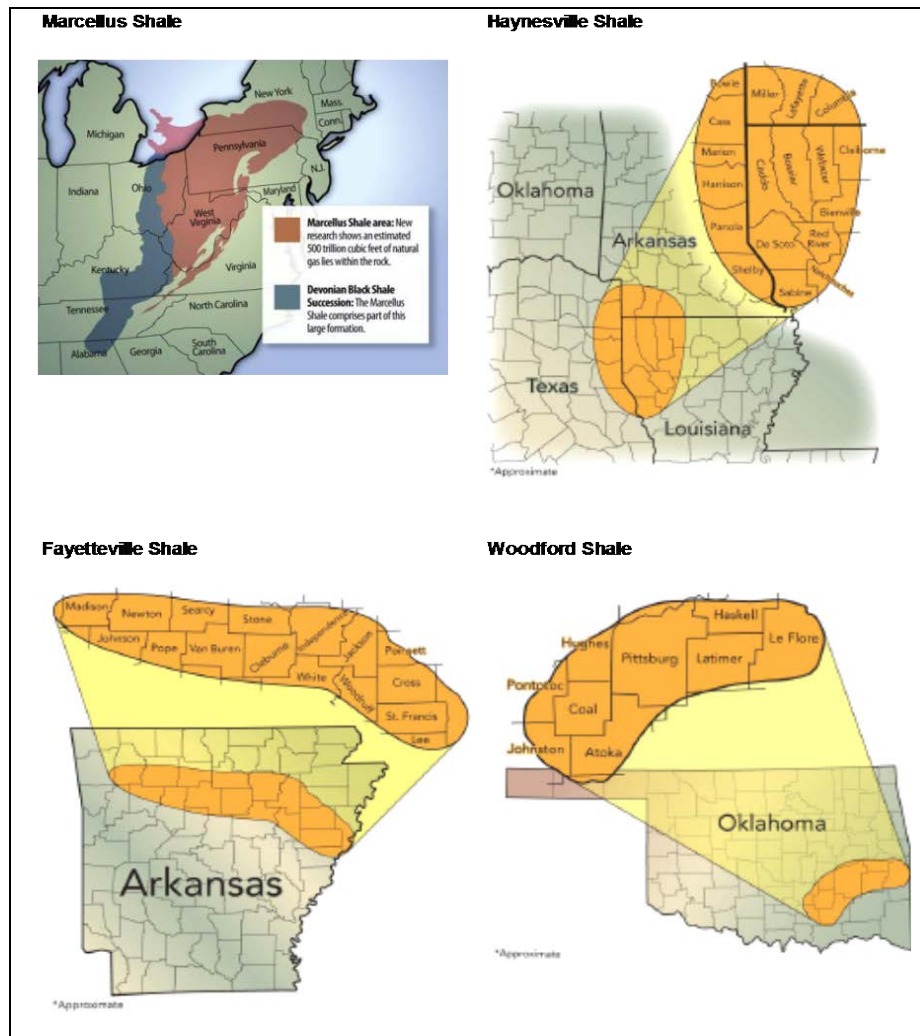 Marcellus Shale
Michigan
New York
Mass.
Conn.
Pennsylvania
N.J.
Indiana
Ohio
Maryland
West
Virginia
Kentucky
Virginia
Tennessee
North Carolina
Alabama
Georgia
South
Carolina
Marcellus Shale area: New
research shows an estimated
500 trillion cubic feet of natural
gas lies within the rock.
Devonian Black Shale
Succession: The Marcellus
Shale comprises part of this
large formation.
Haynesville Shale
Bowie
Miller
Lafayette
Columbia
Cass
Marion
Harrison
Caddo
Bossier
Webster
Claiborne
Bienville
Panola
De Soto
Red
River
Shelby
Natchitoches
Sabine
Oklahoma
Arkansas
Texas
Louisiana
*Approximate
Fayetteville Shale
Madison
Newton
Searcy
Stone
Independence
Jackson
Johnson
Pope
Van Buren
Cleburne
White
Woodruff
Poinsett
Cross
St. Francis
Lee
Arkansas
*Approximate
Woodford Shale
Haskell
Le Flore
Hughes
Pittsburg
Latimer
Pontotoc
Coal
Johnston
Atoka
Oklahoma
*Approximate